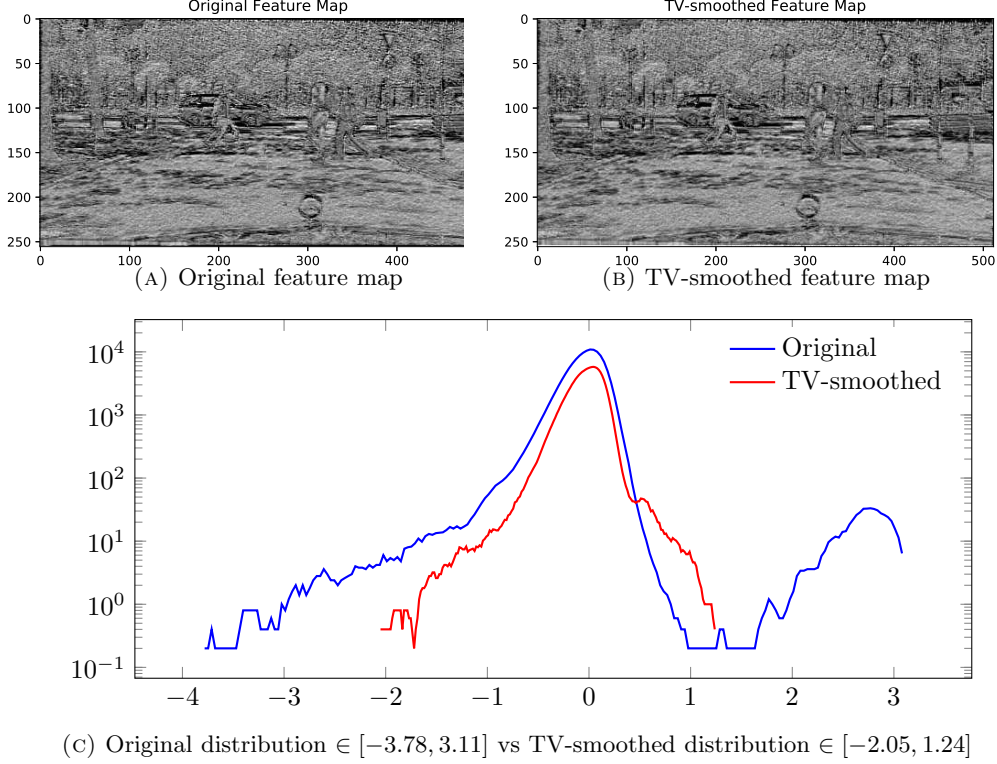 Original Feature Map
TV-smoothed Feature Map
0
50
100
150
200
250
0 100 200 300 400
0
50
100
150
200
250
0 100 200 300 400 500
(A) Original feature map
(B) TV-smoothed feature map
10^4
10^3
10^2
10^1
10^0
10^−1
−4 −3 −2 −1 0 1 2 3
Original
TV-smoothed
(C) Original distribution ∈ [−3.78, 3.11] vs TV-smoothed distribution ∈ [−2.05, 1.24]